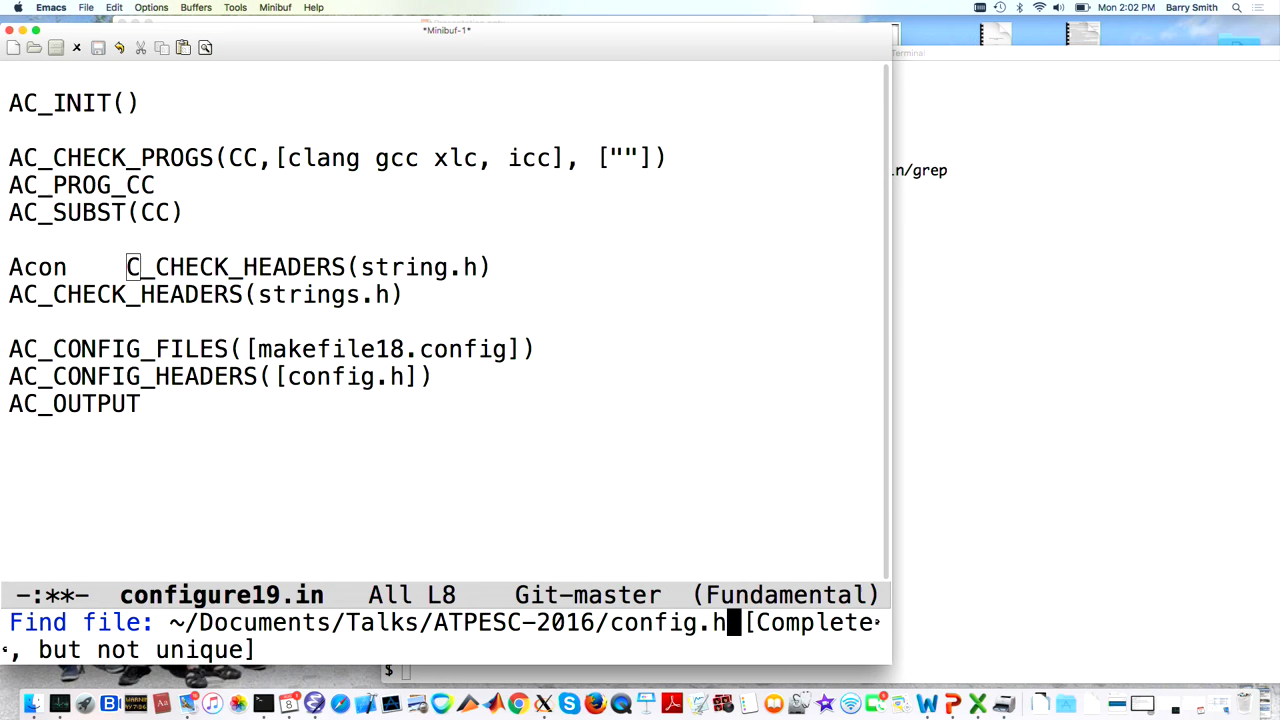 Emacs File Edit Options Buffers Tools Minibuf Help
Mon 2:02 PM Barry Smith
*Minibuf-1*
Terminal
AC_INIT()
AC_CHECK_PROGS(CC,[clang gcc xlc, icc], [""])
in/grep
AC_PROG_CC
AC_SUBST(CC)
Acon    C_CHECK_HEADERS(string.h)
AC_CHECK_HEADERS(strings.h)
AC_CONFIG_FILES([makefile18.config])
AC_CONFIG_HEADERS([config.h])
AC_OUTPUT
-:**- configure19.in All L8 Git-master (Fundamental)
Find file: ~/Documents/Talks/ATPESC-2016/config.h [Complete
, but not unique]
$